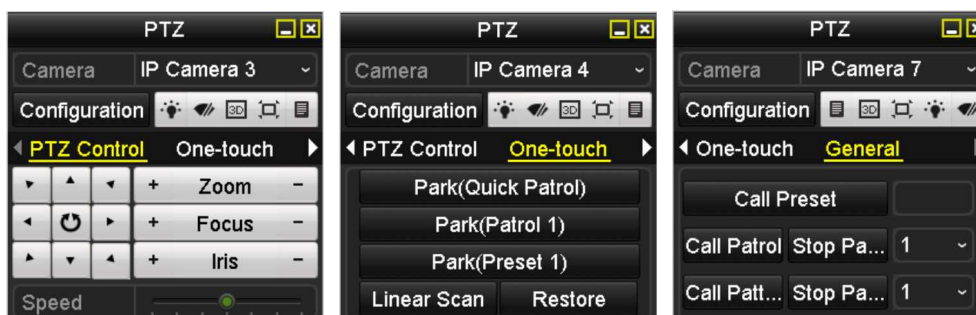 PTZ
Camera IP Camera 3
Configuration 3D
PTZ Control One-touch
+ Zoom -
+ Focus -
+ Iris -
Speed
PTZ
Camera IP Camera 4
Configuration 3D
PTZ Control One-touch
Park(Quick Patrol)
Park(Patrol 1)
Park(Preset 1)
Linear Scan Restore
PTZ
Camera IP Camera 7
Configuration 3D
One-touch General
Call Preset
Call Patrol Stop Pa... 1
Call Patt... Stop Pa... 1